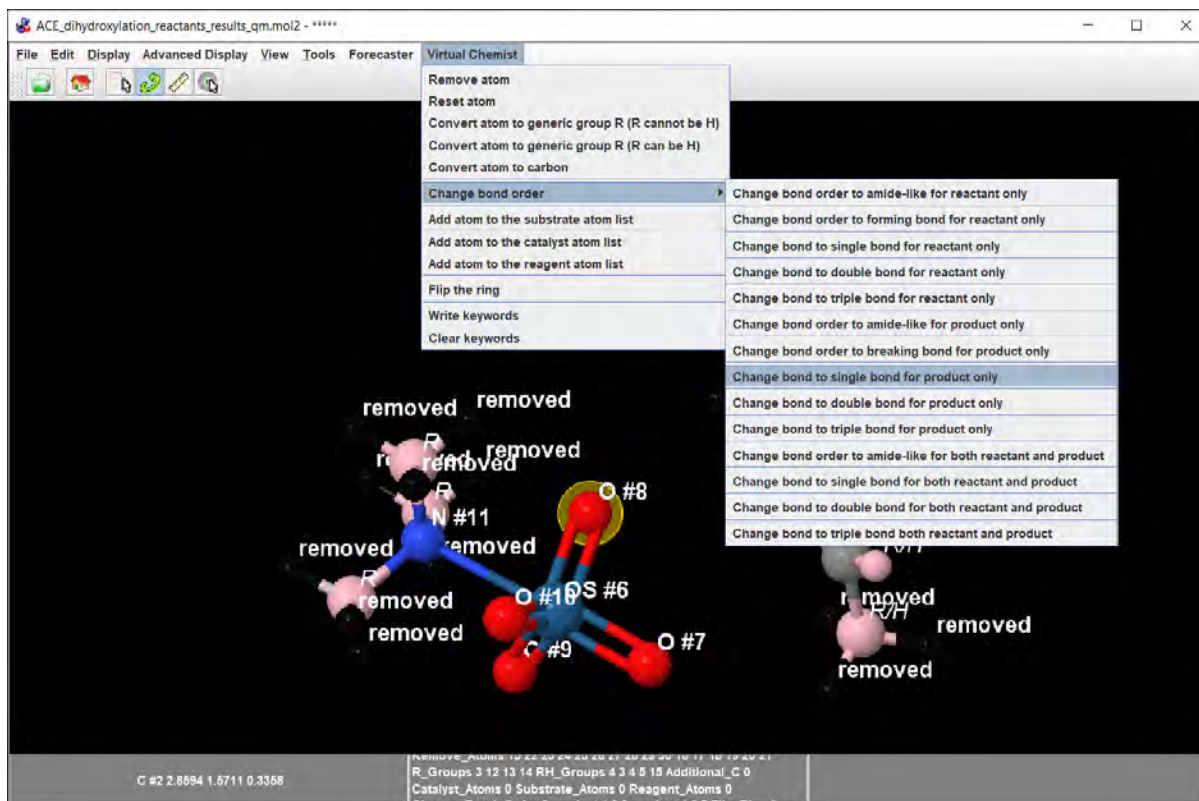 ACE_dihydroxylation_reactants_results_qm.mol2 - *****
File Edit Display Advanced Display View Tools Forecaster Virtual Chemist
Remove atom
Reset atom
Convert atom to generic group R (R cannot be H)
Convert atom to generic group R (R can be H)
Convert atom to carbon
Change bond order
Add atom to the substrate atom list
Add atom to the catalyst atom list
Add atom to the reagent atom list
Flip the ring
Write keywords
Clear keywords
Change bond order to amide-like for reactant only
Change bond order to forming bond for reactant only
Change bond to single bond for reactant only
Change bond to double bond for reactant only
Change bond to triple bond for reactant only
Change bond order to amide-like for product only
Change bond order to breaking bond for product only
Change bond to single bond for product only
Change bond to double bond for product only
Change bond to triple bond for product only
Change bond order to amide-like for both reactant and product
Change bond to single bond for both reactant and product
Change bond to double bond for both reactant and product
Change bond to triple bond both reactant and product
removed removed
R
removed removed
R O #8
N #11
removed removed R/H
R O #10 OS #6
removed removed
R/H
removed #9 O #7 removed
removed
C #2 2.8594 1.5711 0.3358
R_Groups 3 12 13 14 RH_Groups 4 3 4 5 15 Additional_C 0
Catalyst_Atoms 0 Substrate_Atoms 0 Reagent_Atoms 0